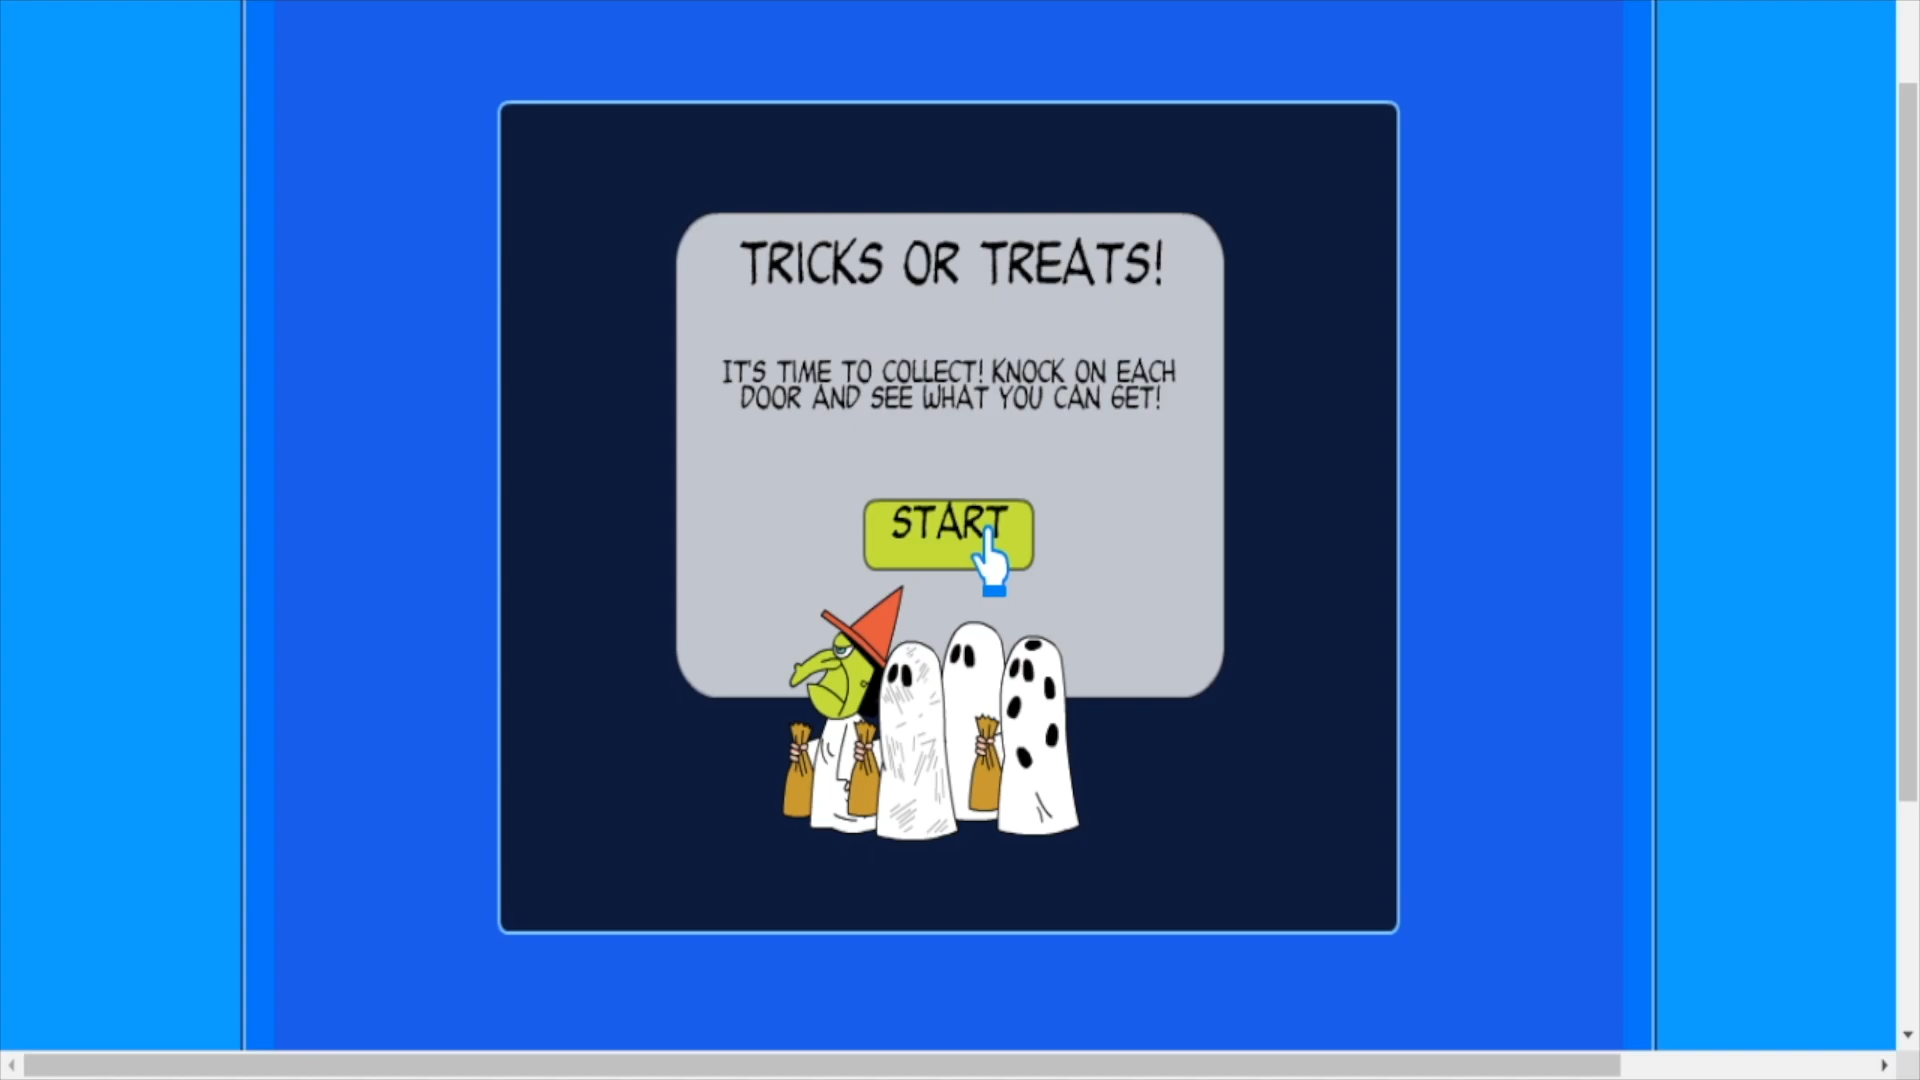 TRICKS OR TREATS!
IT'S TIME TO COLLECT! KNOCK ON EACH
DOOR AND SEE WHAT YOU CAN GET!
START